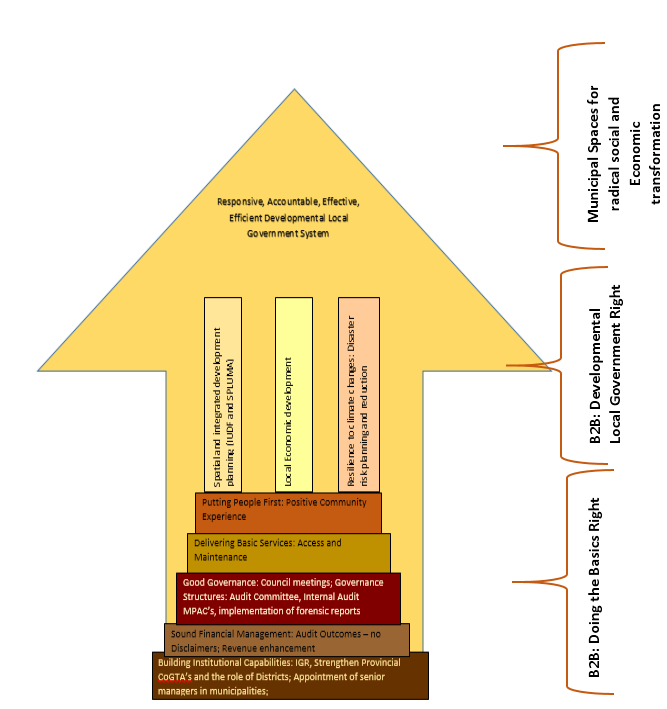 Responsive, Accountable, Effective,
Efficient Developmental Local
Government System
Spatial and integrated development
planning (IUDF and SPLUMA)
Local Economic development
Resilience to climate changes: Disaster
risk planning and reduction
Putting People First: Positive Community
Experience
Delivering Basic Services: Access and
Maintenance
Good Governance: Council meetings; Governance
Structures: Audit Committee, Internal Audit
MPAC's, implementation of forensic reports
Sound Financial Management: Audit Outcomes – no
Disclaimers; Revenue enhancement
Building Institutional Capabilities: IGR, Strengthen Provincial
CoGTA's and the role of Districts; Appointment of senior
managers in municipalities;
Municipal Spaces for
radical social and
Economic
transformation
B2B: Developmental
Local Government Right
B2B: Doing the Basics Right